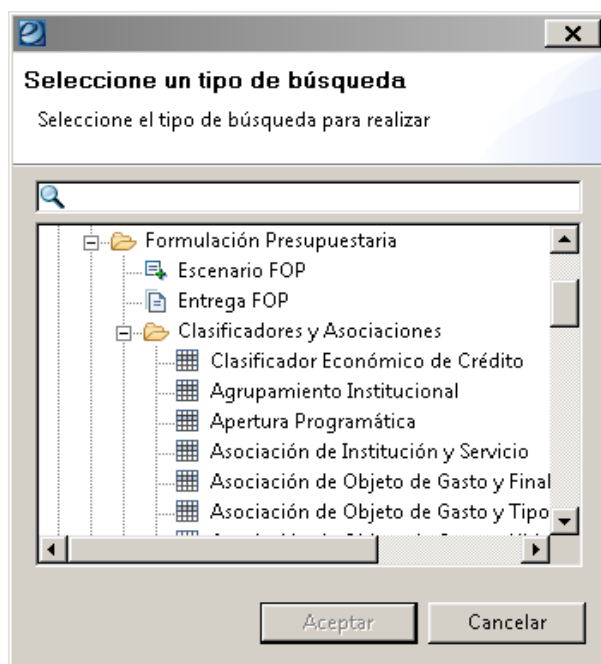 Seleccione un tipo de búsqueda
Seleccione el tipo de búsqueda para realizar
Formulación Presupuestaria
Escenario FOP
Entrega FOP
Clasificadores y Asociaciones
Clasificador Económico de Crédito
Agrupamiento Institucional
Apertura Programática
Asociación de Institución y Servicio
Asociación de Objeto de Gasto y Final
Asociación de Objeto de Gasto y Tipo
Aceptar
Cancelar